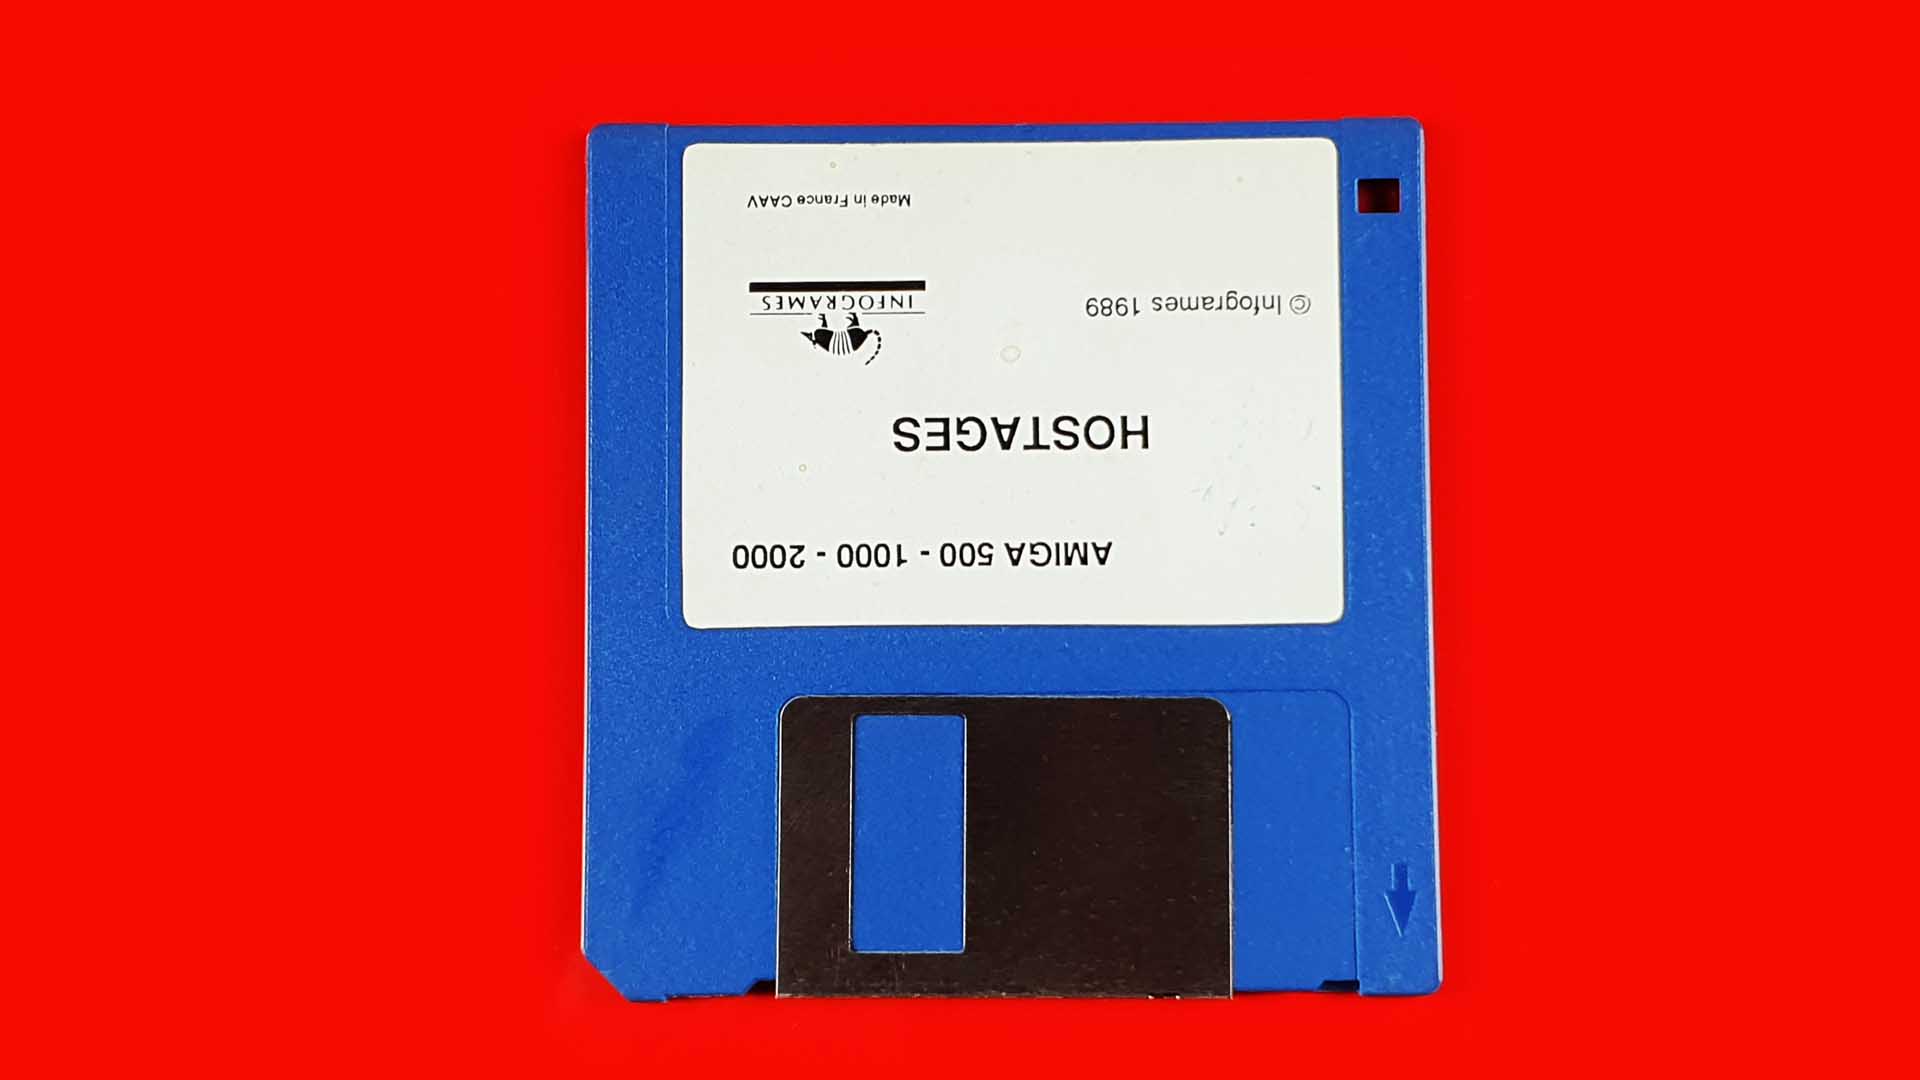 AMIGA 500 - 1000 - 2000
HOSTAGES
© Infogrames 1989
INFOGRAMES
Made in France CAAV